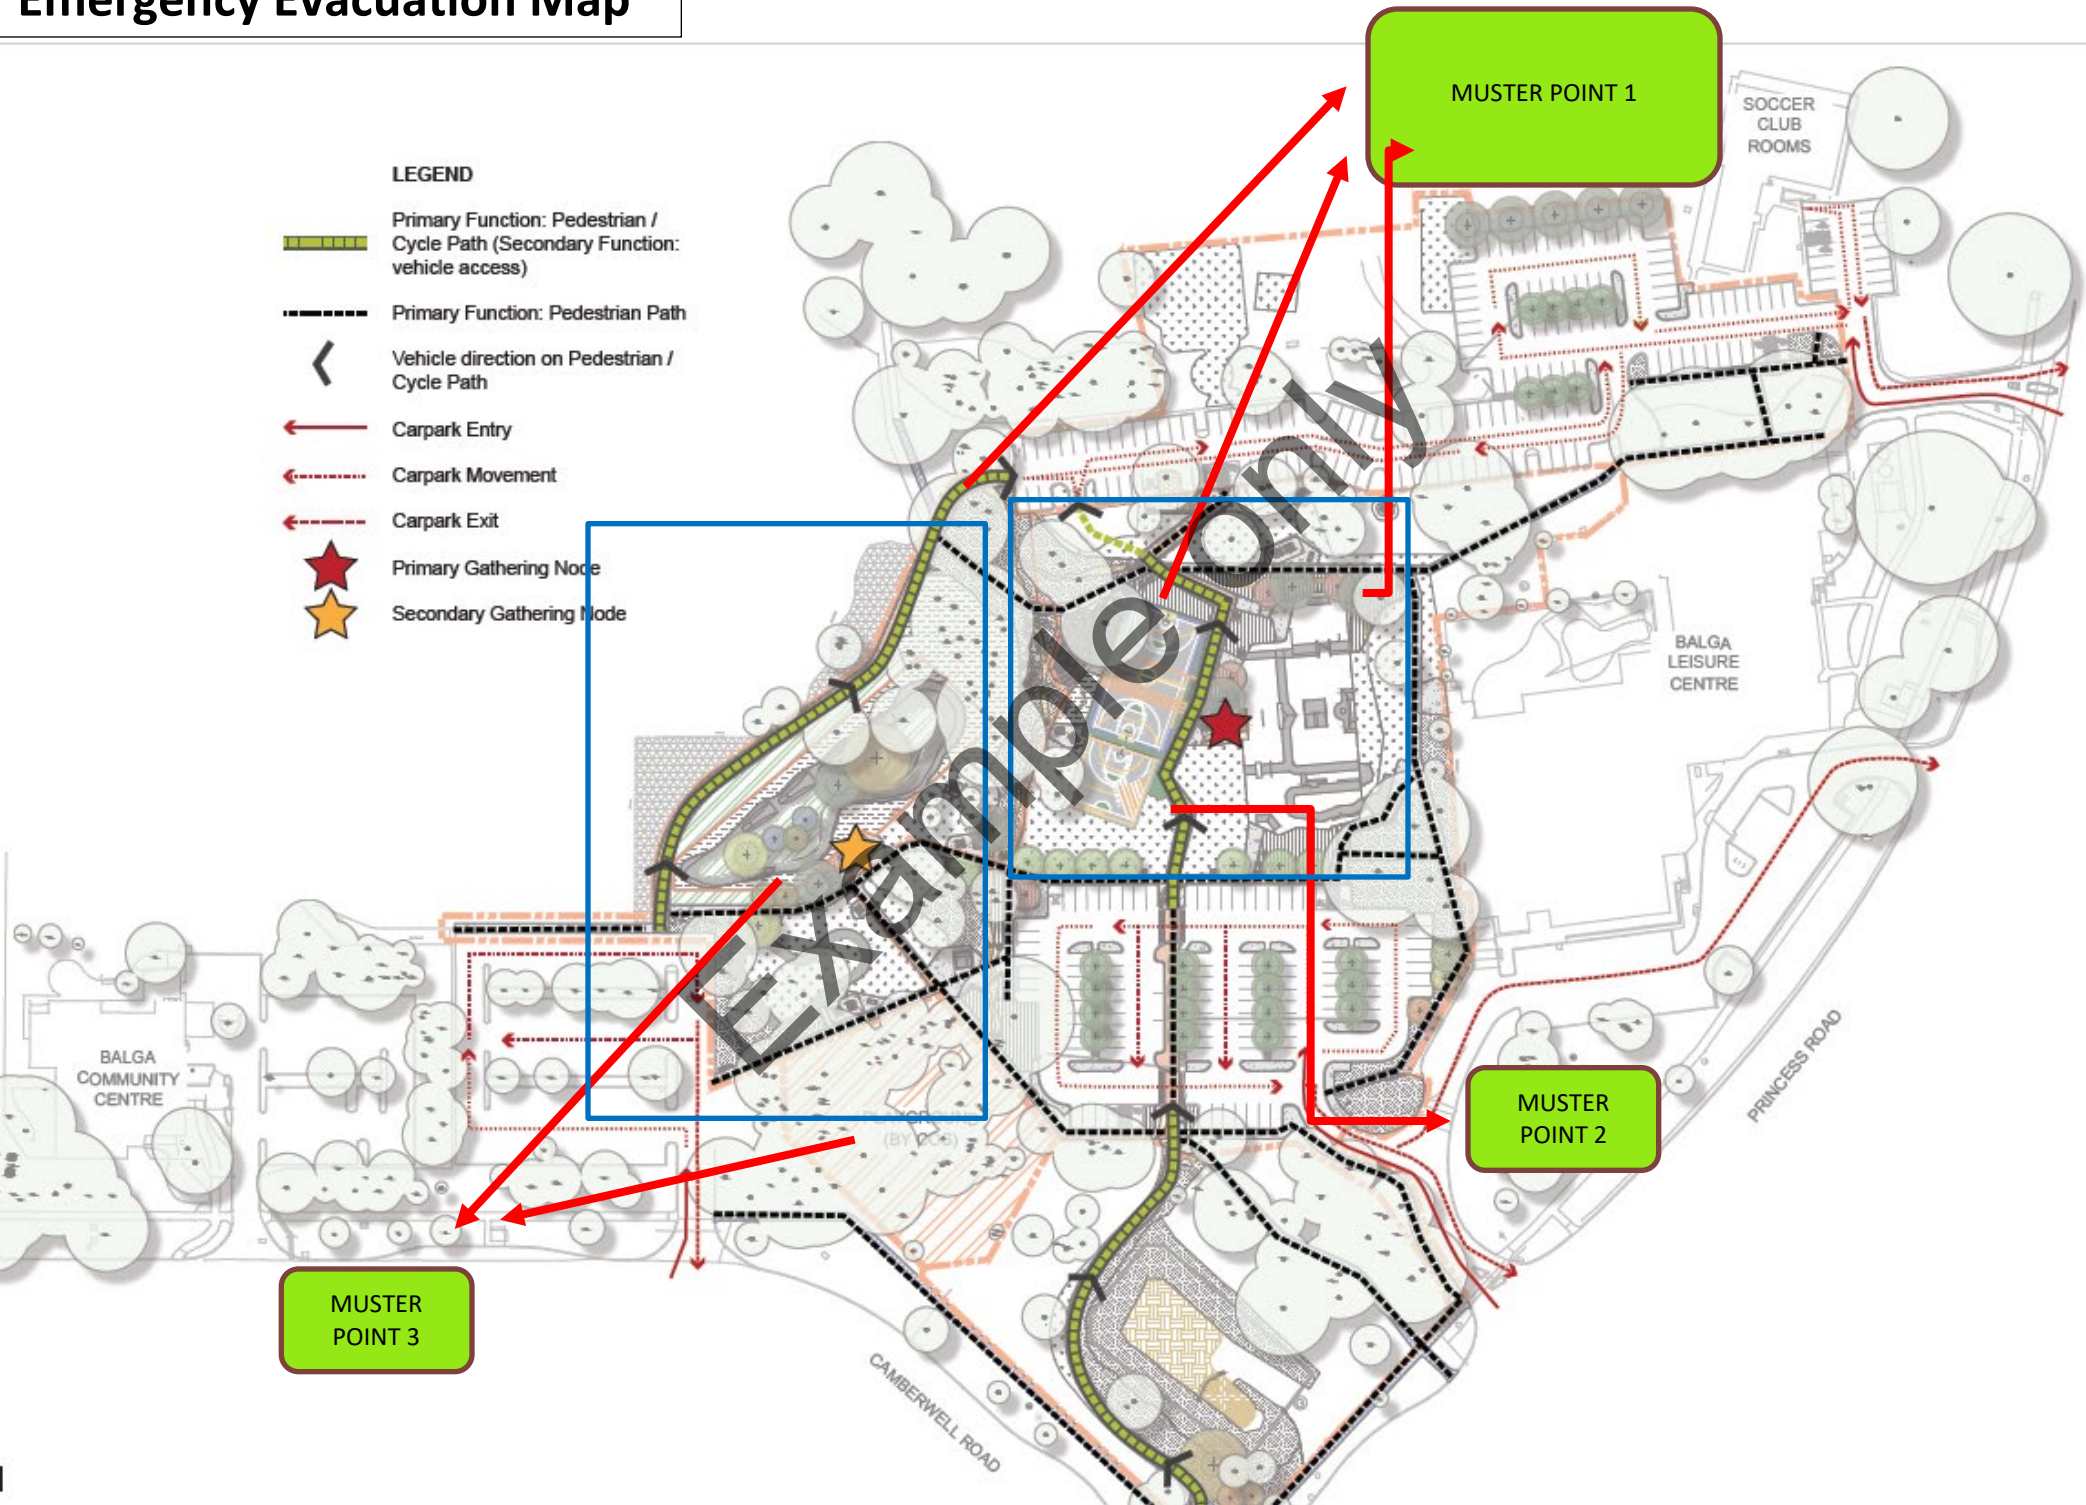 Emergency Evacuation Map
MUSTER POINT 1
SOCCER
CLUB
ROOMS
LEGEND
Primary Function: Pedestrian /
Cycle Path (Secondary Function:
vehicle access)
Primary Function: Pedestrian Path
Vehicle direction on Pedestrian /
Cycle Path
Carpark Entry
Carpark Movement
Carpark Exit
Primary Gathering Node
Secondary Gathering Node
Example only
BALGA
LEISURE
CENTRE
BALGA
COMMUNITY
CENTRE
PLAYGROUND
(BY COS)
MUSTER
POINT 2
PRINCESS ROAD
MUSTER
POINT 3
CAMBERWELL ROAD